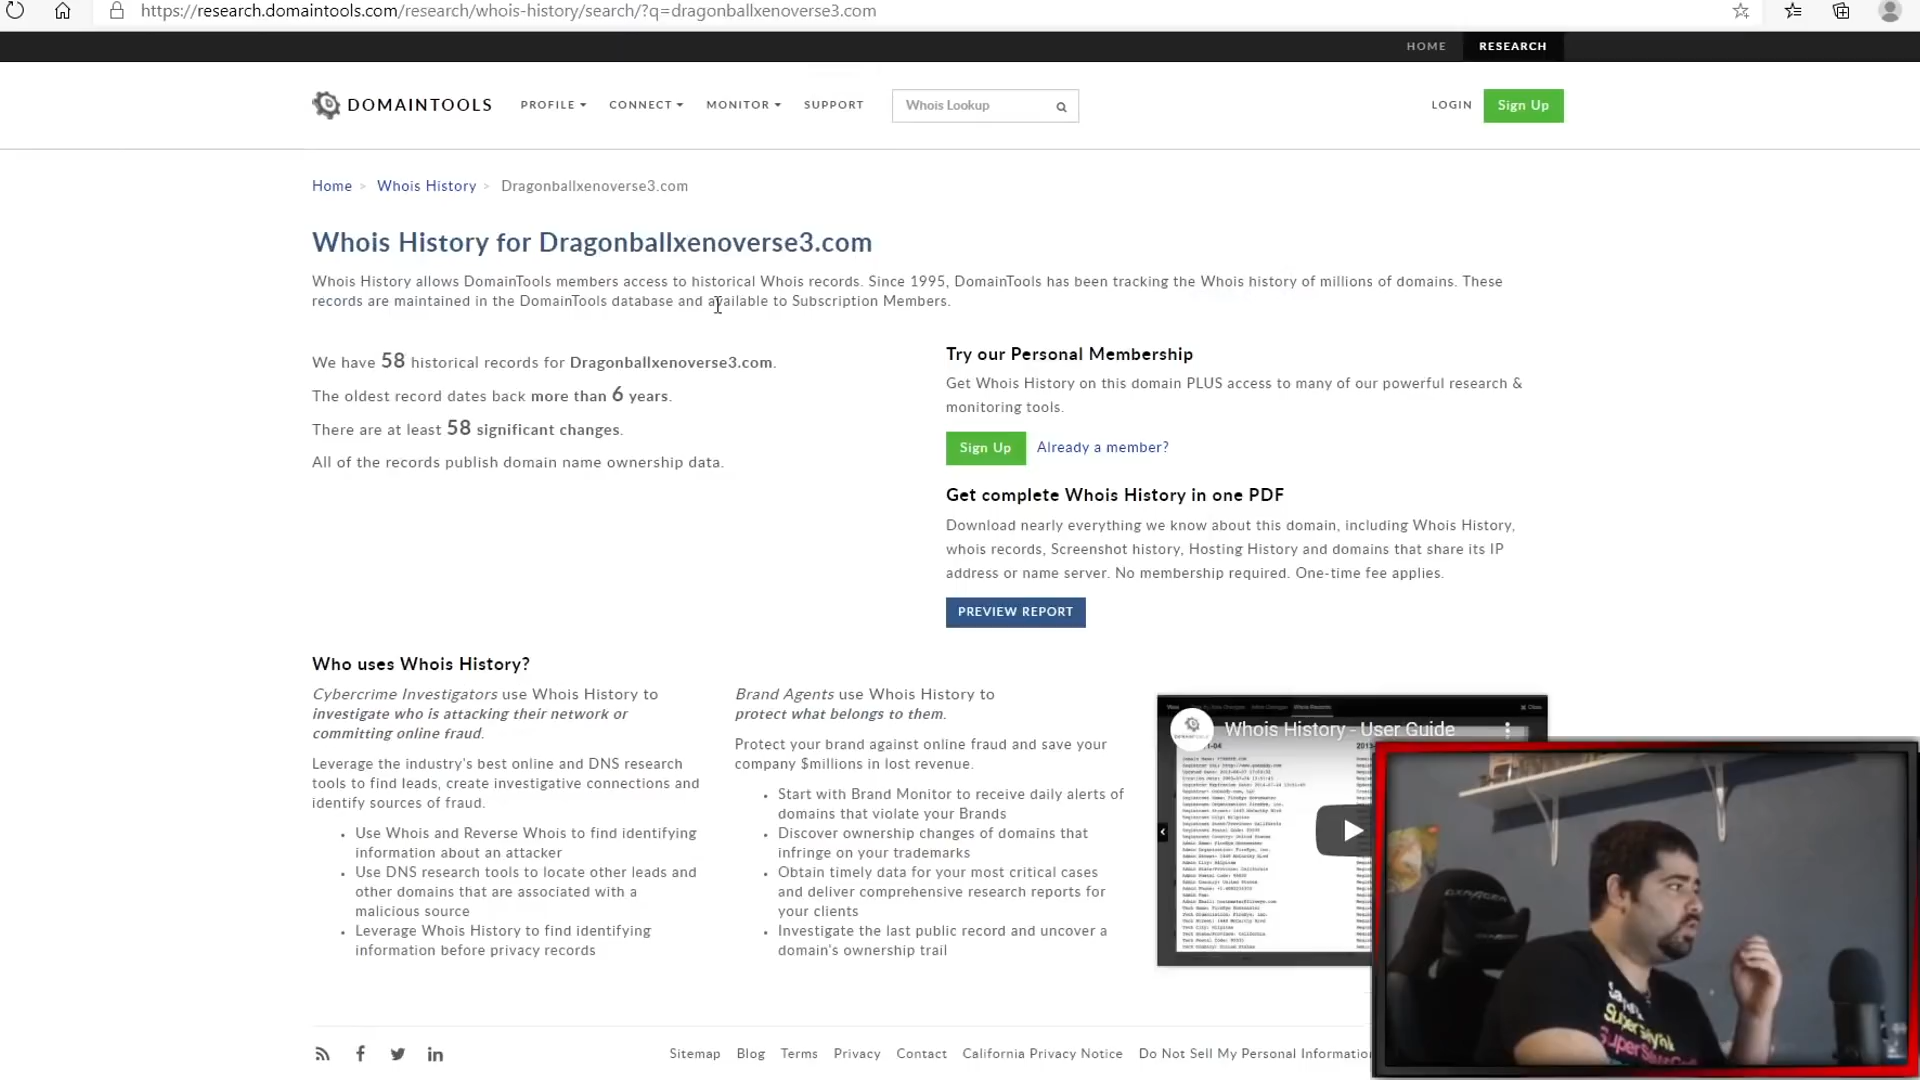 https://research.domaintools.com/research/whois-history/search/?q=dragonballxenoverse3.com
HOME
RESEARCH
DOMAINTOOLS
PROFILE
CONNECT
MONITOR
SUPPORT
Whois Lookup
LOGIN
Sign Up
Home > Whois History > Dragonballxenoverse3.com
Whois History for Dragonballxenoverse3.com
Whois History allows DomainTools members access to historical Whois records. Since 1995, DomainTools has been tracking the Whois history of millions of domains. These
records are maintained in the DomainTools database and available to Subscription Members.
We have 58 historical records for Dragonballxenoverse3.com.
The oldest record dates back more than 6 years.
There are at least 58 significant changes.
All of the records publish domain name ownership data.
Try our Personal Membership
Get Whois History on this domain PLUS access to many of our powerful research &
monitoring tools.
Sign Up
Already a member?
Get complete Whois History in one PDF
Download nearly everything we know about this domain, including Whois History,
whois records, Screenshot history, Hosting History and domains that share its IP
address or name server. No membership required. One-time fee applies.
PREVIEW REPORT
Who uses Whois History?
Cybercrime Investigators use Whois History to
investigate who is attacking their network or
committing online fraud.
Leverage the industry's best online and DNS research
tools to find leads, create investigative connections and
identify sources of fraud.
• Use Whois and Reverse Whois to find identifying
information about an attacker
• Use DNS research tools to locate other leads and
other domains that are associated with a
malicious source
• Leverage Whois History to find identifying
information before privacy records
Brand Agents use Whois History to
protect what belongs to them.
Protect your brand against online fraud and save your
company $millions in lost revenue.
• Start with Brand Monitor to receive daily alerts of
domains that violate your Brands
• Discover ownership changes of domains that
infringe on your trademarks
• Obtain timely data for your most critical cases
and deliver comprehensive research reports for
your clients
• Investigate the last public record and uncover a
domain's ownership trail
Whois History - User Guide
Sitemap
Blog
Terms
Privacy
Contact
California Privacy Notice
Do Not Sell My Personal Informatio